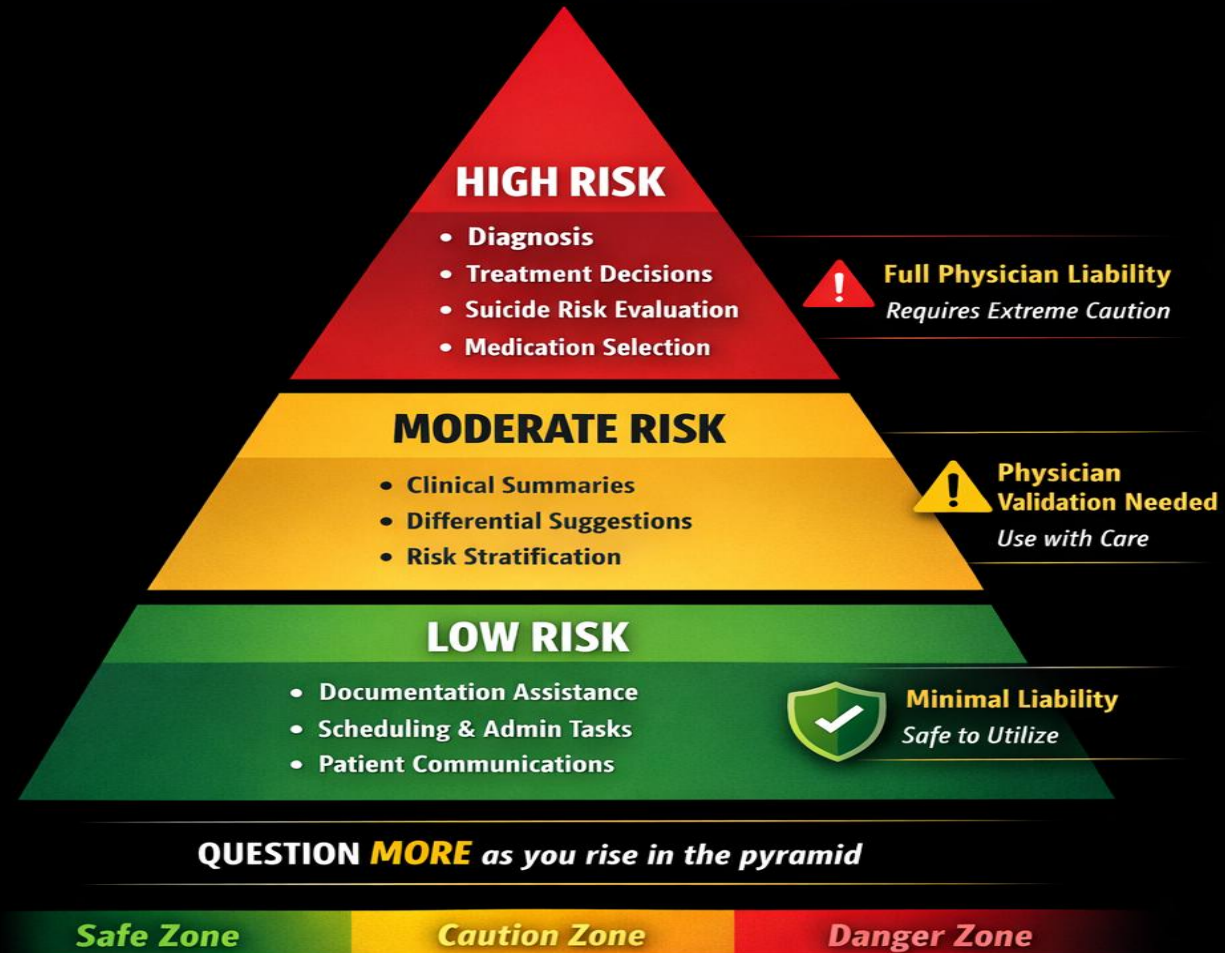 HIGH RISK
• Diagnosis
• Treatment Decisions
• Suicide Risk Evaluation
• Medication Selection
! Full Physician Liability
Requires Extreme Caution
MODERATE RISK
• Clinical Summaries
• Differential Suggestions
• Risk Stratification
! Physician
Validation Needed
Use with Care
LOW RISK
• Documentation Assistance
• Scheduling & Admin Tasks
• Patient Communications
Minimal Liability
Safe to Utilize
QUESTION MORE as you rise in the pyramid
Safe Zone
Caution Zone
Danger Zone